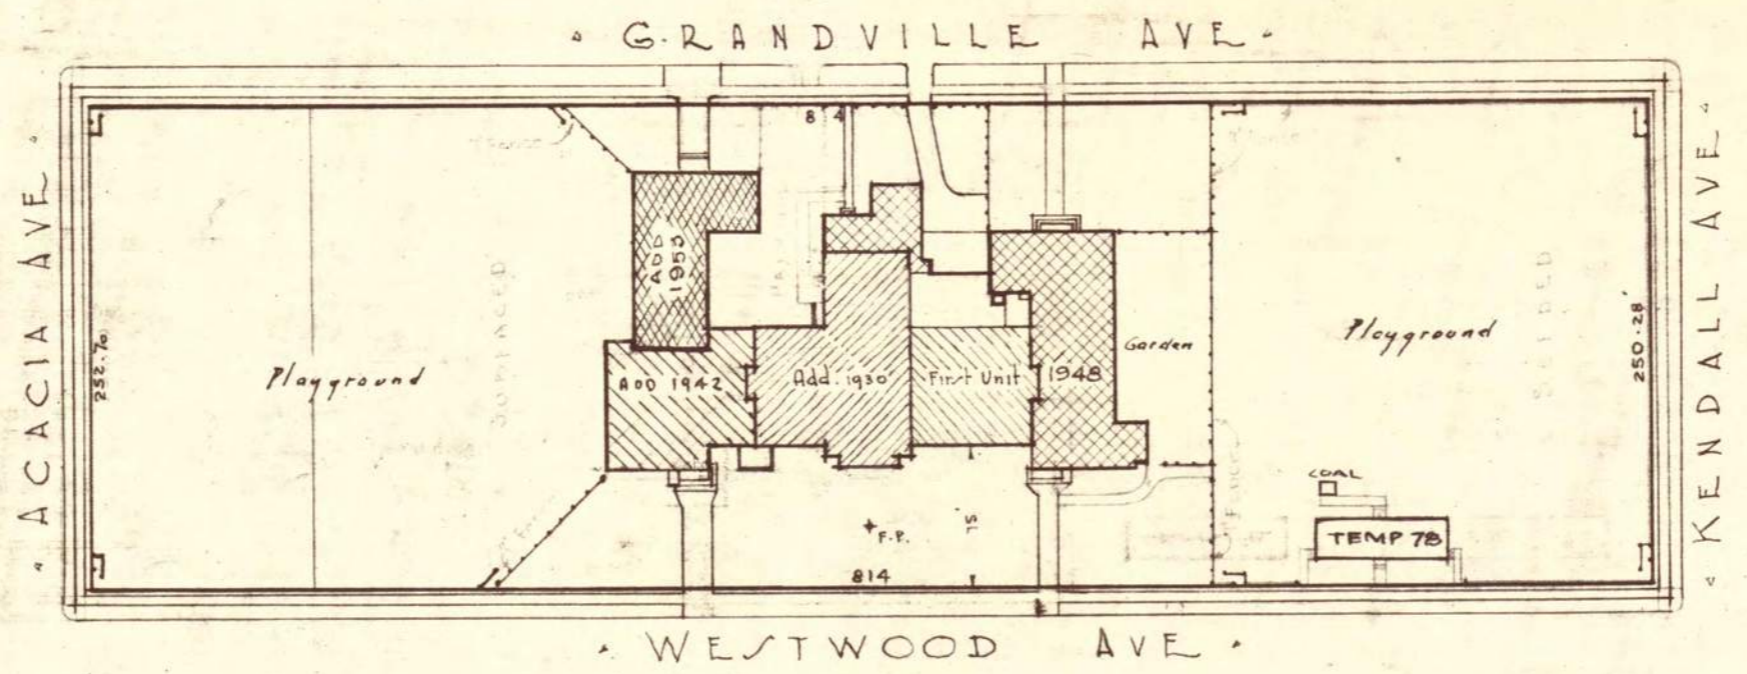 GRANDVILLE AVE.
8 4
ACACIA AVE.
KENDALL AVE.
ADD
1953
252.70
Playground
ADD 1942
Add. 1930
First Unit
1948
Garden
Playground
250.28'
COAL
TEMP 78
F.P.
75'
814
WESTWOOD AVE.